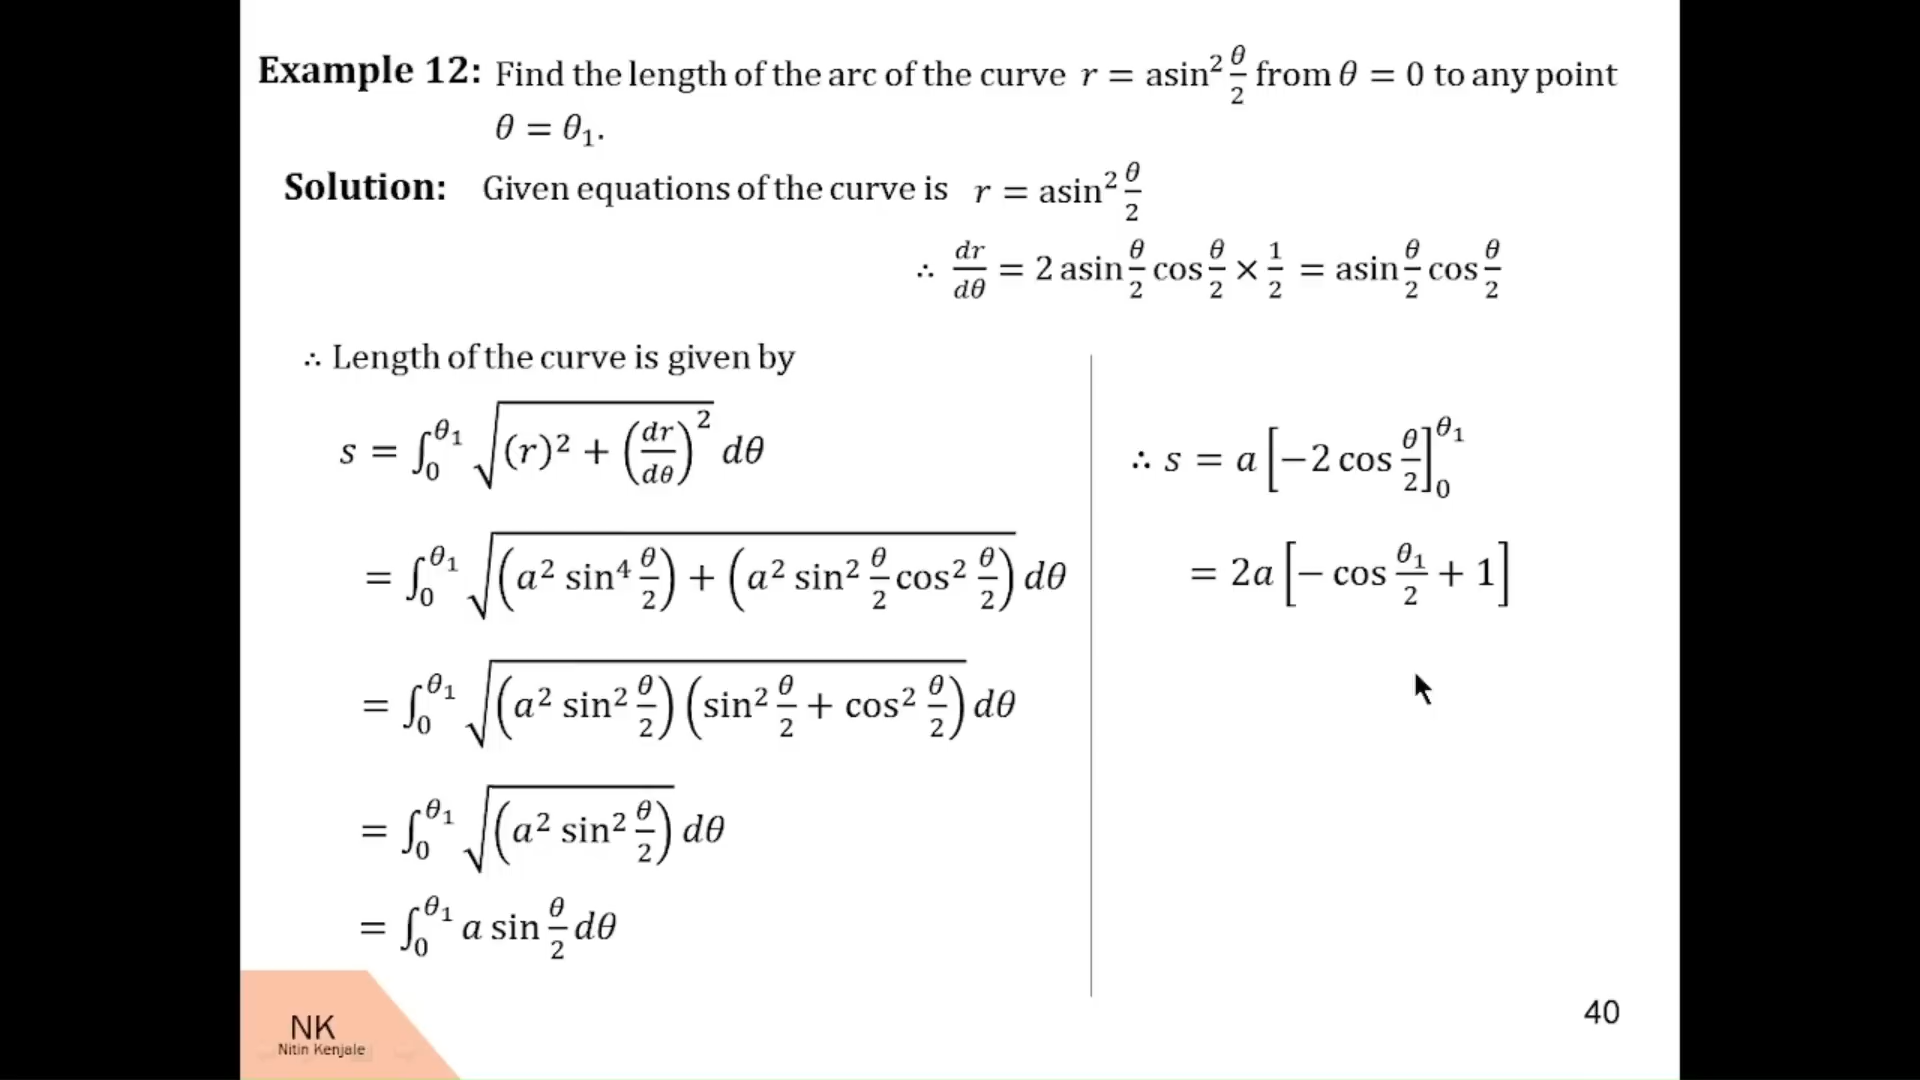 Example 12: Find the length of the arc of the curve r = asin² θ/2 from θ = 0 to any point
θ = θ₁.
Solution: Given equations of the curve is r = asin² θ/2
∴ dr/dθ = 2 asin θ/2 cos θ/2 × 1/2 = asin θ/2 cos θ/2
∴ Length of the curve is given by
s = ∫₀^θ₁ √((r)² + (dr/dθ)²) dθ
= ∫₀^θ₁ √((a² sin⁴ θ/2) + (a² sin² θ/2 cos² θ/2)) dθ
= ∫₀^θ₁ √((a² sin² θ/2)(sin² θ/2 + cos² θ/2)) dθ
= ∫₀^θ₁ √((a² sin² θ/2)) dθ
= ∫₀^θ₁ a sin θ/2 dθ
∴ s = a[−2 cos θ/2]₀^θ₁
= 2a[− cos θ₁/2 + 1]
NK
Nitin Kenjale
40